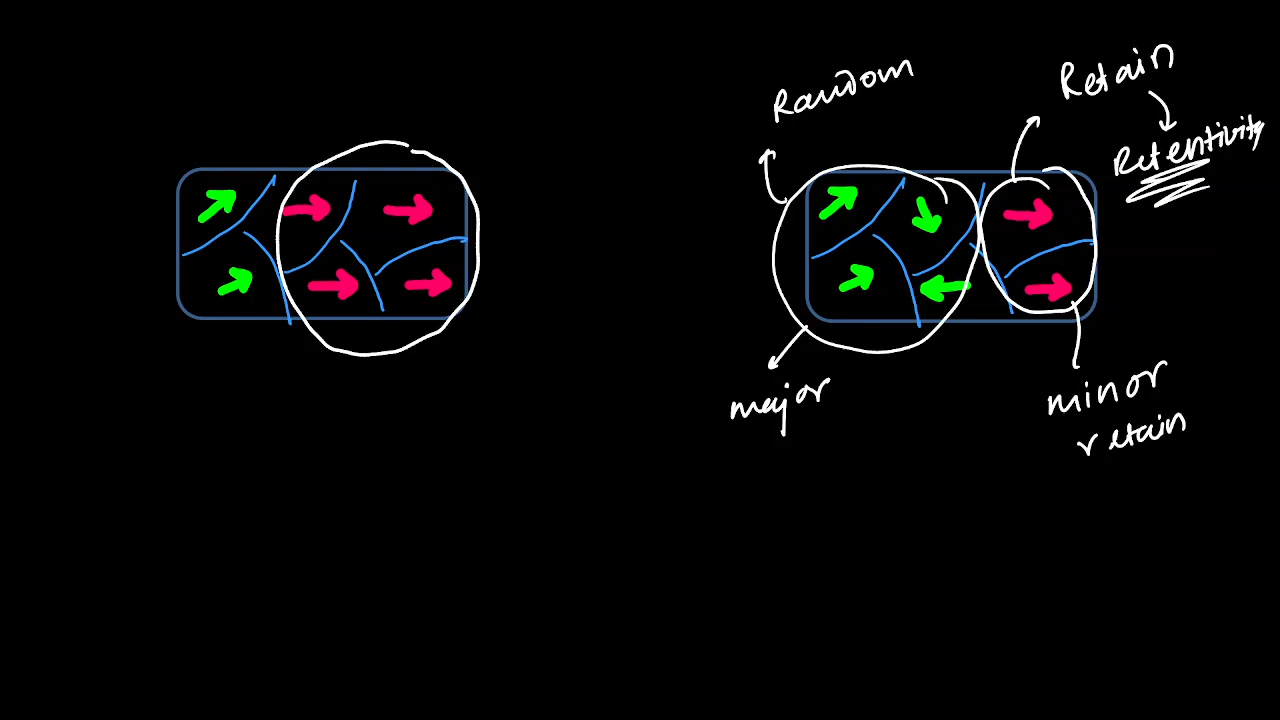 Random
Retain
Retentivity
major
minor
retain